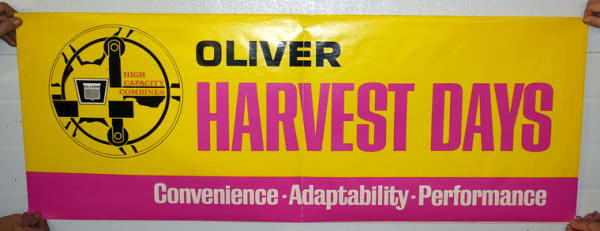 HIGH
CAPACITY
COMBINES
OLIVER
OLIVER
HARVEST DAYS
Convenience - Adaptability - Performance